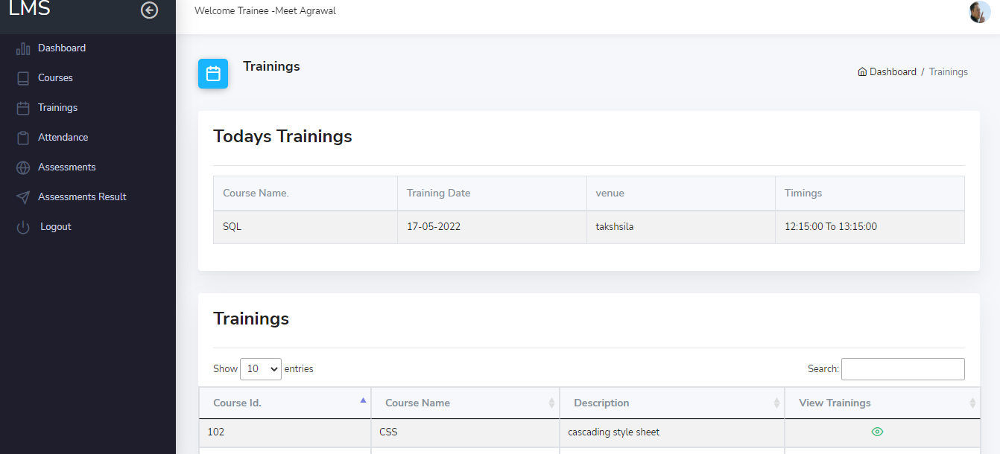 LMS
Welcome Trainee -Meet Agrawal
Dashboard
Courses
Trainings
Attendance
Assessments
Assessments Result
Logout
Trainings
Dashboard / Trainings
Todays Trainings
Course Name. Training Date venue Timings
SQL 17-05-2022 takshsila 12:15:00 To 13:15:00
Trainings
Show 10 entries Search:
Course Id. Course Name Description View Trainings
102 CSS cascading style sheet